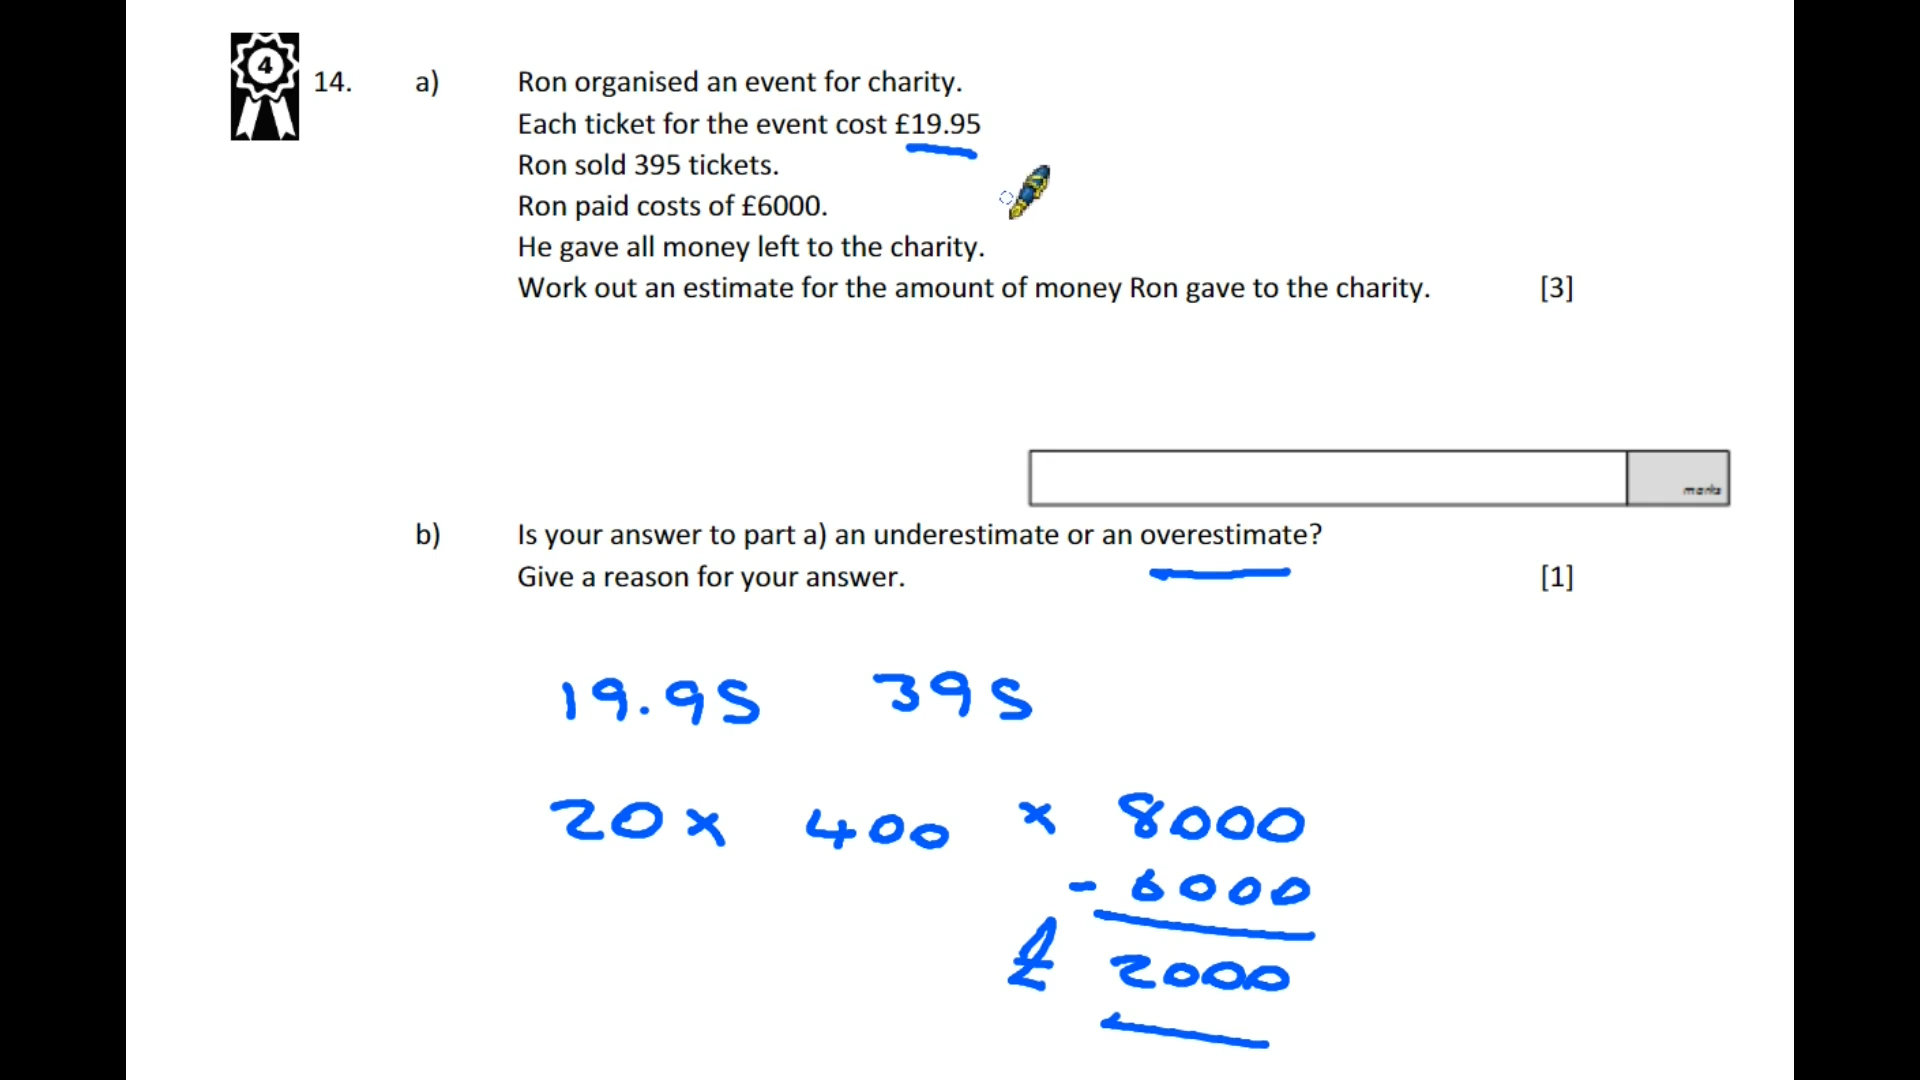 4
14. a) Ron organised an event for charity.
Each ticket for the event cost £19.95
Ron sold 395 tickets.
Ron paid costs of £6000.
He gave all money left to the charity.
Work out an estimate for the amount of money Ron gave to the charity. [3]
marks
b) Is your answer to part a) an underestimate or an overestimate?
Give a reason for your answer. [1]
19.95 395
20 x 400 x 8000
- 6000
£ 2000